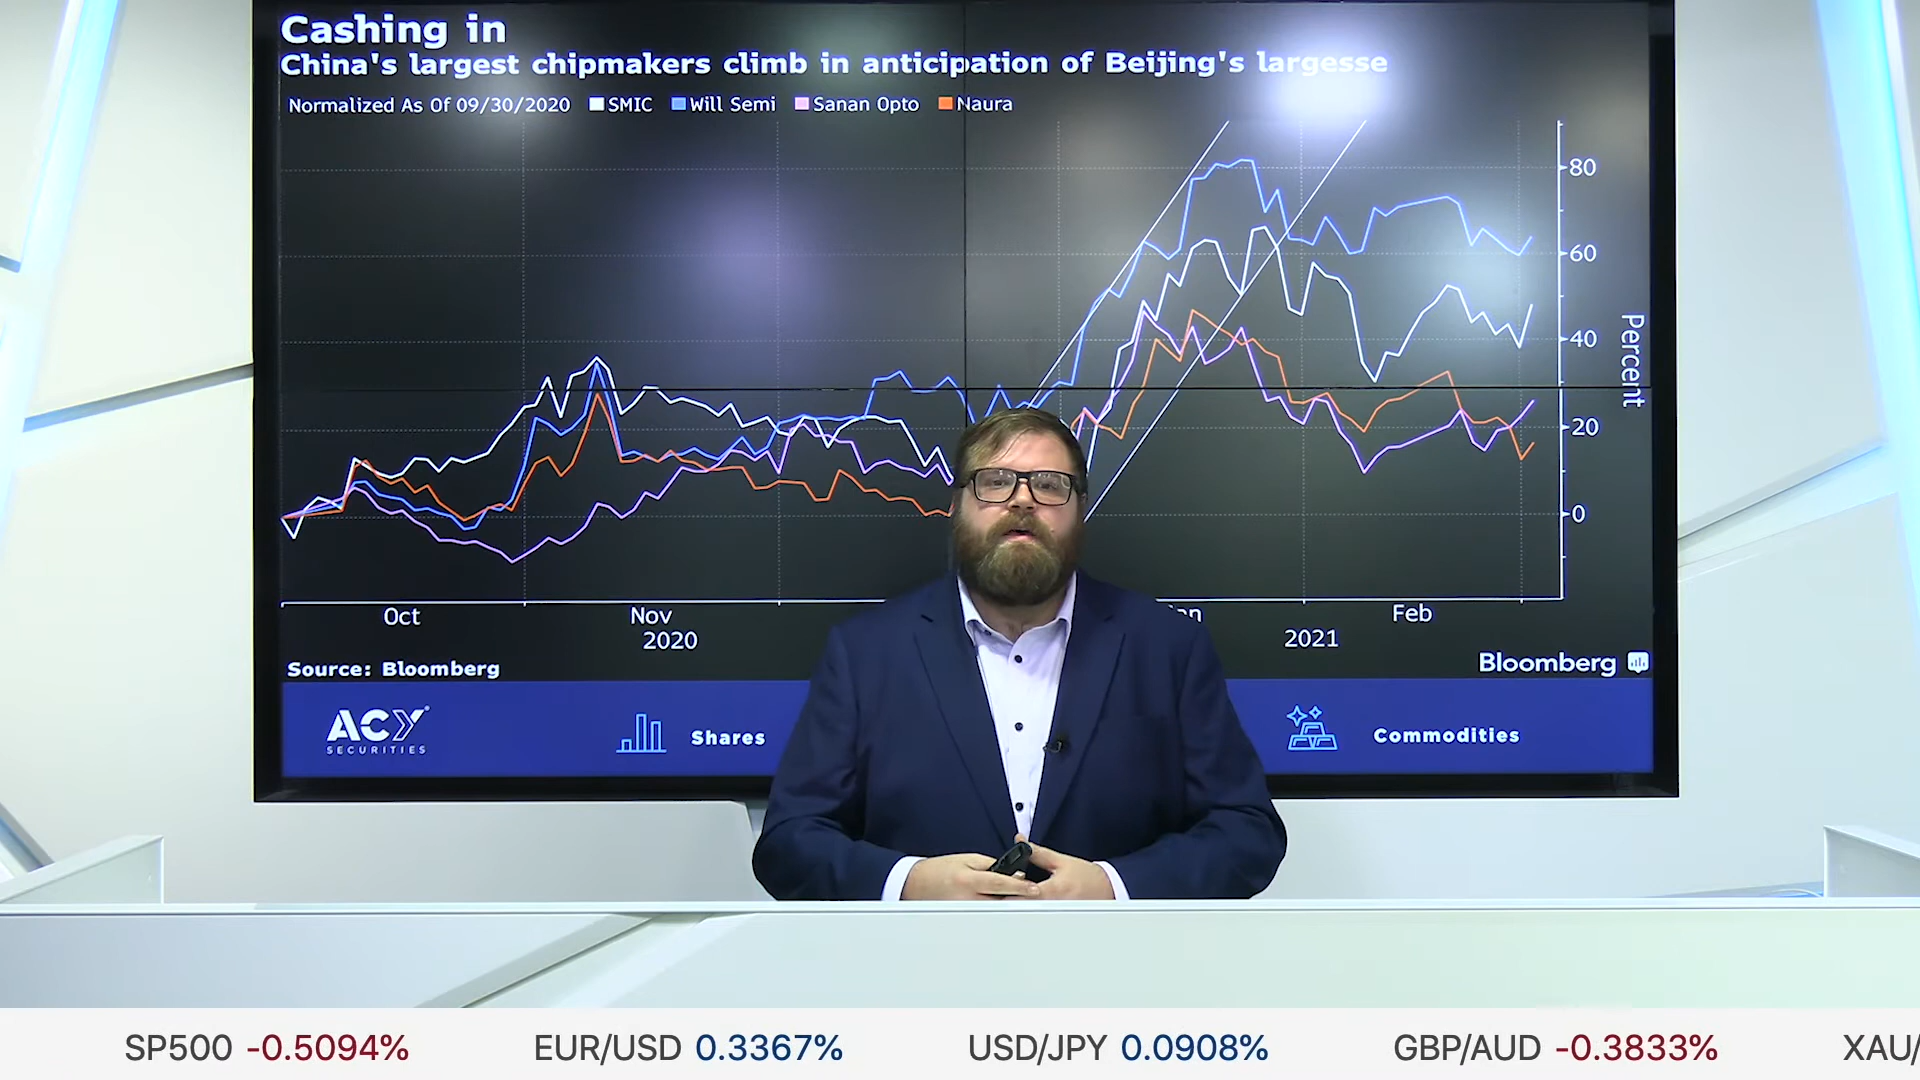 Cashing in
China's largest chipmakers climb in anticipation of Beijing's largesse
Normalized As Of 09/30/2020 SMIC Will Semi Sanan Opto Naura
80
60
40
20
0
Percent
Oct Nov Feb
2020 2021
Source: Bloomberg
Bloomberg
ACY
SECURITIES
Shares
Commodities
SP500 -0.5094% EUR/USD 0.3367% USD/JPY 0.0908% GBP/AUD -0.3833% XAU/